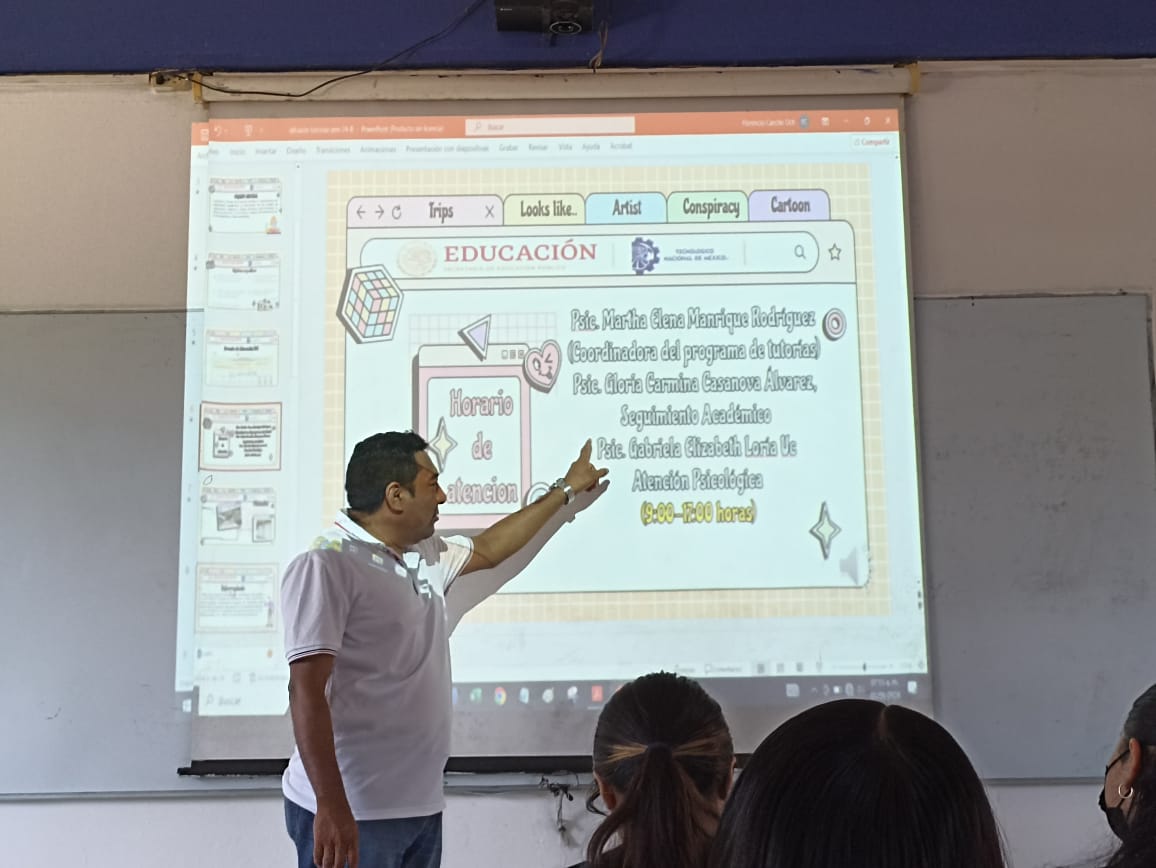 Buscar
Compartir
Inicio Insertar Diseño Transiciones Animaciones Presentación con diapositivas Grabar Revisar Vista Ayuda Acrobat
Trips X Looks like.. Artist Conspiracy Cartoon
EDUCACIÓN
SECRETARÍA DE EDUCACIÓN PÚBLICA
TECNOLÓGICO
NACIONAL DE MÉXICO
Horario
de
atencion
Psic. Martha Elena Manrique Rodríguez
(Coordinadora del programa de tutorías)
Psic. Gloria Carmina Casanova Álvarez,
Seguimiento Académico
Psic. Gabriela Elizabeth Loria Uc
Atención Psicológica
(9:00-17:00 horas)
Buscar